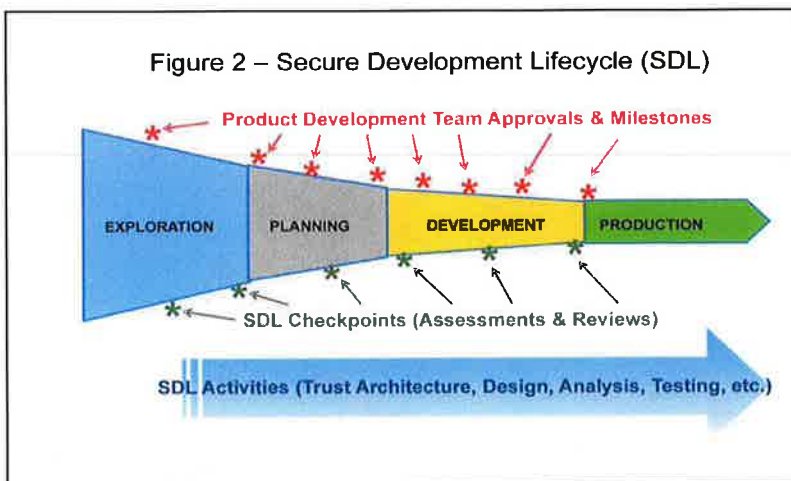 Figure 2 – Secure Development Lifecycle (SDL)
Product Development Team Approvals & Milestones
EXPLORATION
PLANNING
DEVELOPMENT
PRODUCTION
SDL Checkpoints (Assessments & Reviews)
SDL Activities (Trust Architecture, Design, Analysis, Testing, etc.)